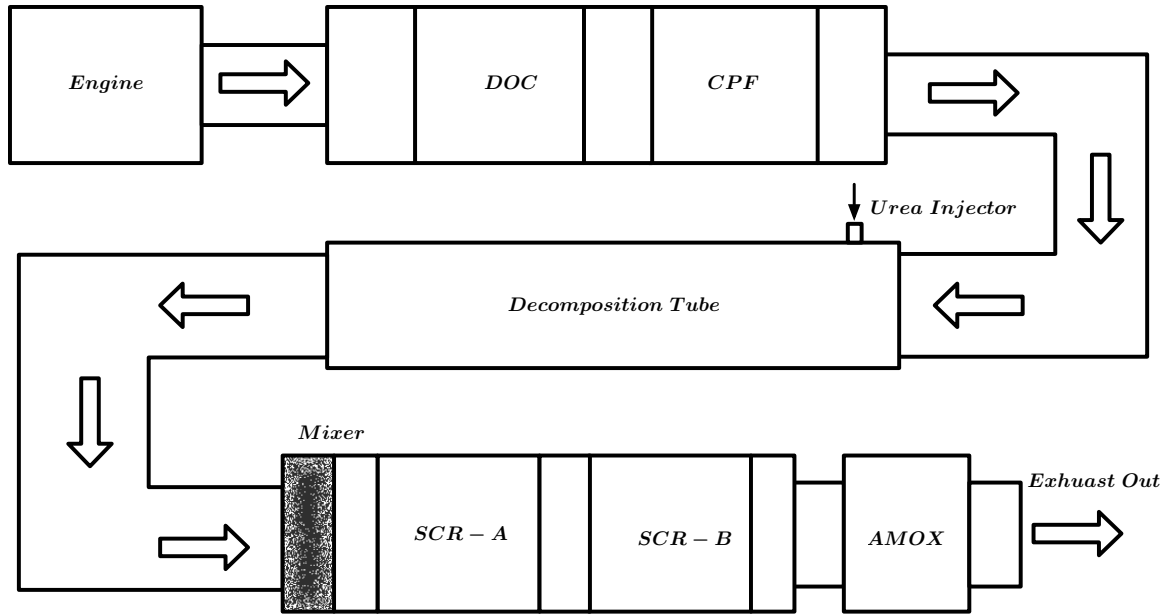 Engine
DOC
CPF
Urea Injector
Decomposition Tube
Mixer
SCR – A
SCR – B
AMOX
Exhuast Out